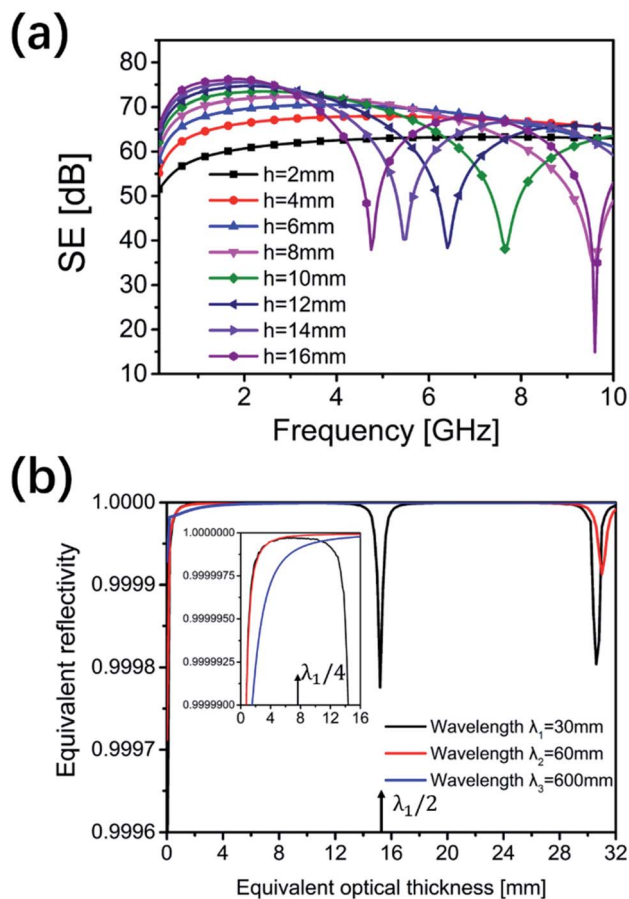 (a)
80
70
60
50
40
30
20
10
SE [dB]
h=2mm
h=4mm
h=6mm
h=8mm
h=10mm
h=12mm
h=14mm
h=16mm
2 4 6 8 10
Frequency [GHz]
(b)
1.0000
0.9999
0.9998
0.9997
0.9996
Equivalent reflectivity
1.0000000
0.9999975
0.9999950
0.9999925
0.9999900
λ₁/4
0 4 8 12 16
Wavelength λ₁=30mm
Wavelength λ₂=60mm
Wavelength λ₃=600mm
λ₁/2
0 4 8 12 16 20 24 28 32
Equivalent optical thickness [mm]